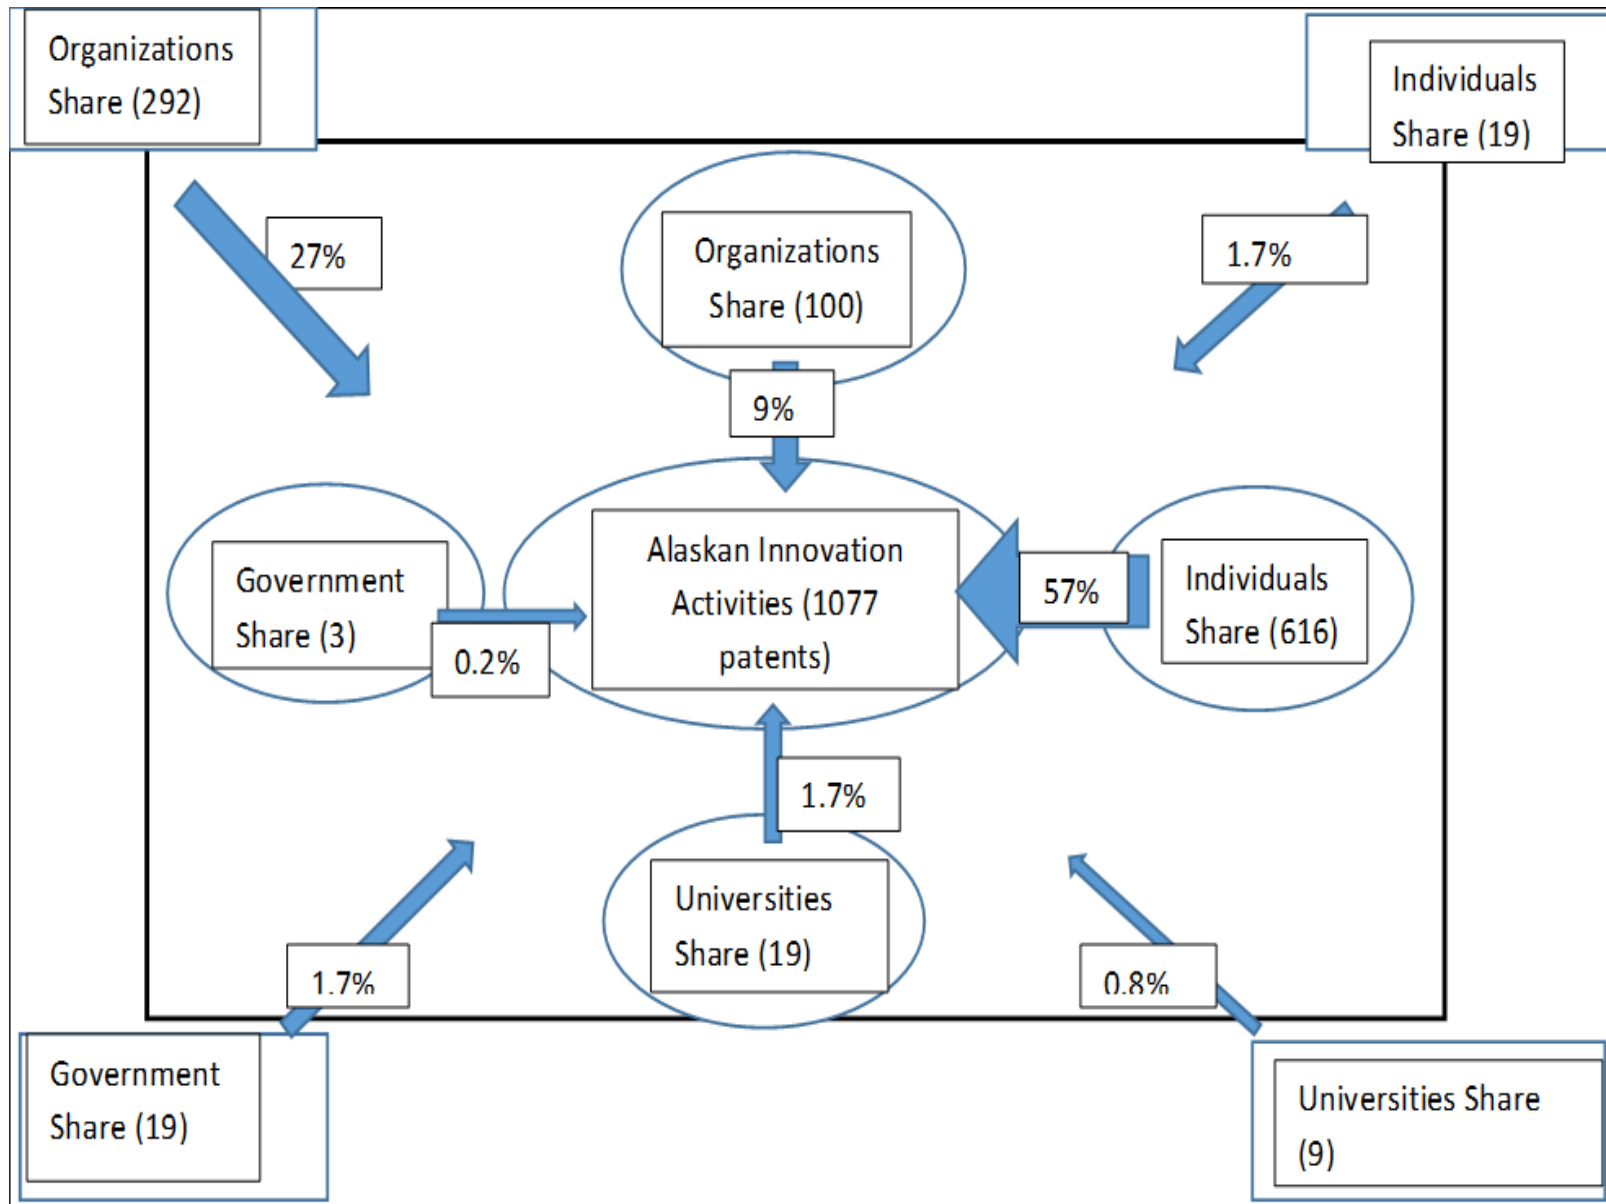 Organizations
Share (292)
Individuals
Share (19)
27%
Organizations
Share (100)
1.7%
9%
Government
Share (3)
0.2%
Alaskan Innovation
Activities (1077
patents)
57%
Individuals
Share (616)
1.7%
Universities
Share (19)
1.7%
0.8%
Government
Share (19)
Universities Share
(9)